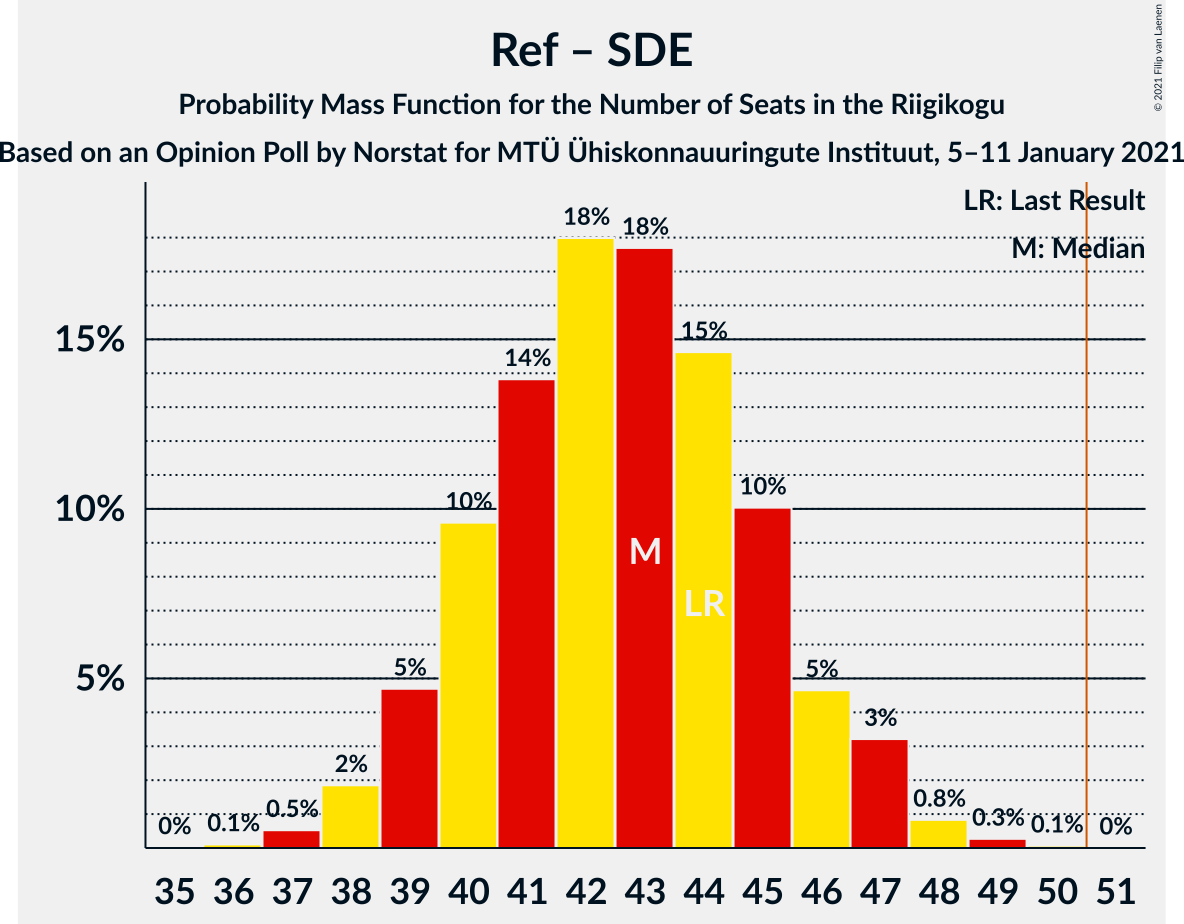 Ref – SDE
Probability Mass Function for the Number of Seats in the Riigikogu
Based on an Opinion Poll by Norstat for MTÜ Ühiskonnauuringute Instituut, 5–11 January 2021
© 2021 Filip van Laenen
LR: Last Result
M: Median
18% 18%
15%
15%
14%
10%
10%
10%
M
LR
5%
5%
5%
3%
2%
0% 0.1% 0.5% 0.8% 0.3% 0.1% 0%
35 36 37 38 39 40 41 42 43 44 45 46 47 48 49 50 51